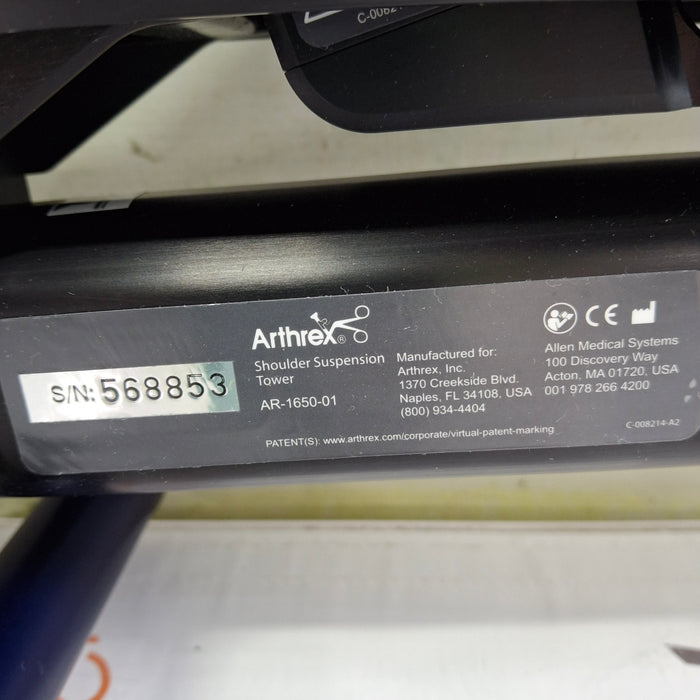 Arthrex®
Shoulder Suspension
Tower
AR-1650-01
S/N: 568853
Manufactured for:
Arthrex, Inc.
1370 Creekside Blvd.
Naples, FL 34108, USA
(800) 934-4404
CE
Allen Medical Systems
100 Discovery Way
Acton, MA 01720, USA
001 978 266 4200
PATENT(S): www.arthrex.com/corporate/virtual-patent-marking
C-008214-A2